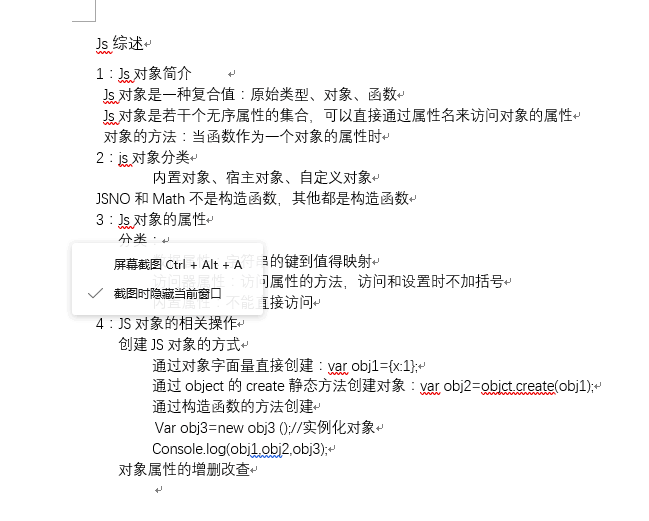 Js 综述
1：Js 对象简介
Js 对象是一种复合值：原始类型、对象、函数
Js 对象是若干个无序属性的集合，可以直接通过属性名来访问对象的属性
对象的方法：当函数作为一个对象的属性时
2：js 对象分类
内置对象、宿主对象、自定义对象
JSNO 和 Math 不是构造函数，其他都是构造函数
3：Js 对象的属性
分类：
符串的键到值得映射
屏幕截图 Ctrl + Alt + A
访问器属性：访问属性的方法，访问和设置时不加括号
截图时隐藏当前窗口
不能直接访问
4：JS 对象的相关操作
创建 JS 对象的方式
通过对象字面量直接创建：var obj1={x:1};
通过 object 的 create 静态方法创建对象：var obj2=objct.create(obj1);
通过构造函数的方法创建
Var obj3=new obj3 ();//实例化对象
Console.log(obj1,obj2,obj3);
对象属性的增删改查